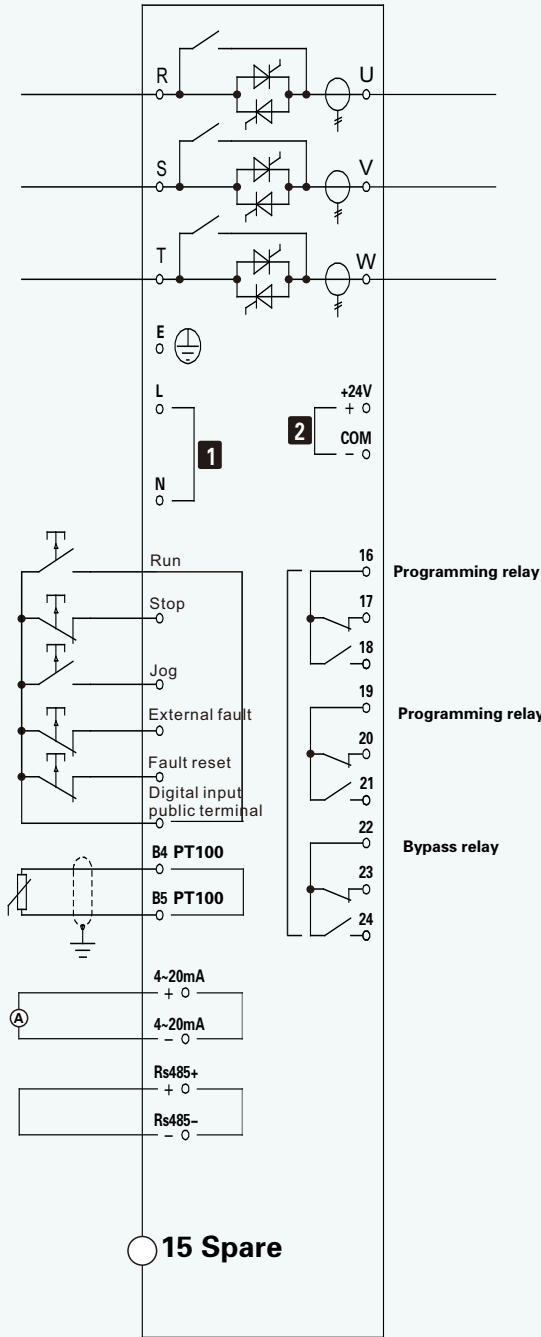 R U
S V
T W
E
L
+24V
+
1
2
COM
−
N
Run
Stop
Jog
External fault
Fault reset
Digital input
public terminal
16 Programming relay
17
18
19 Programming relay
20
21
22 Bypass relay
23
24
B4 PT100
B5 PT100
4~20mA
+
A
4~20mA
−
Rs485+
+
Rs485−
−
15 Spare